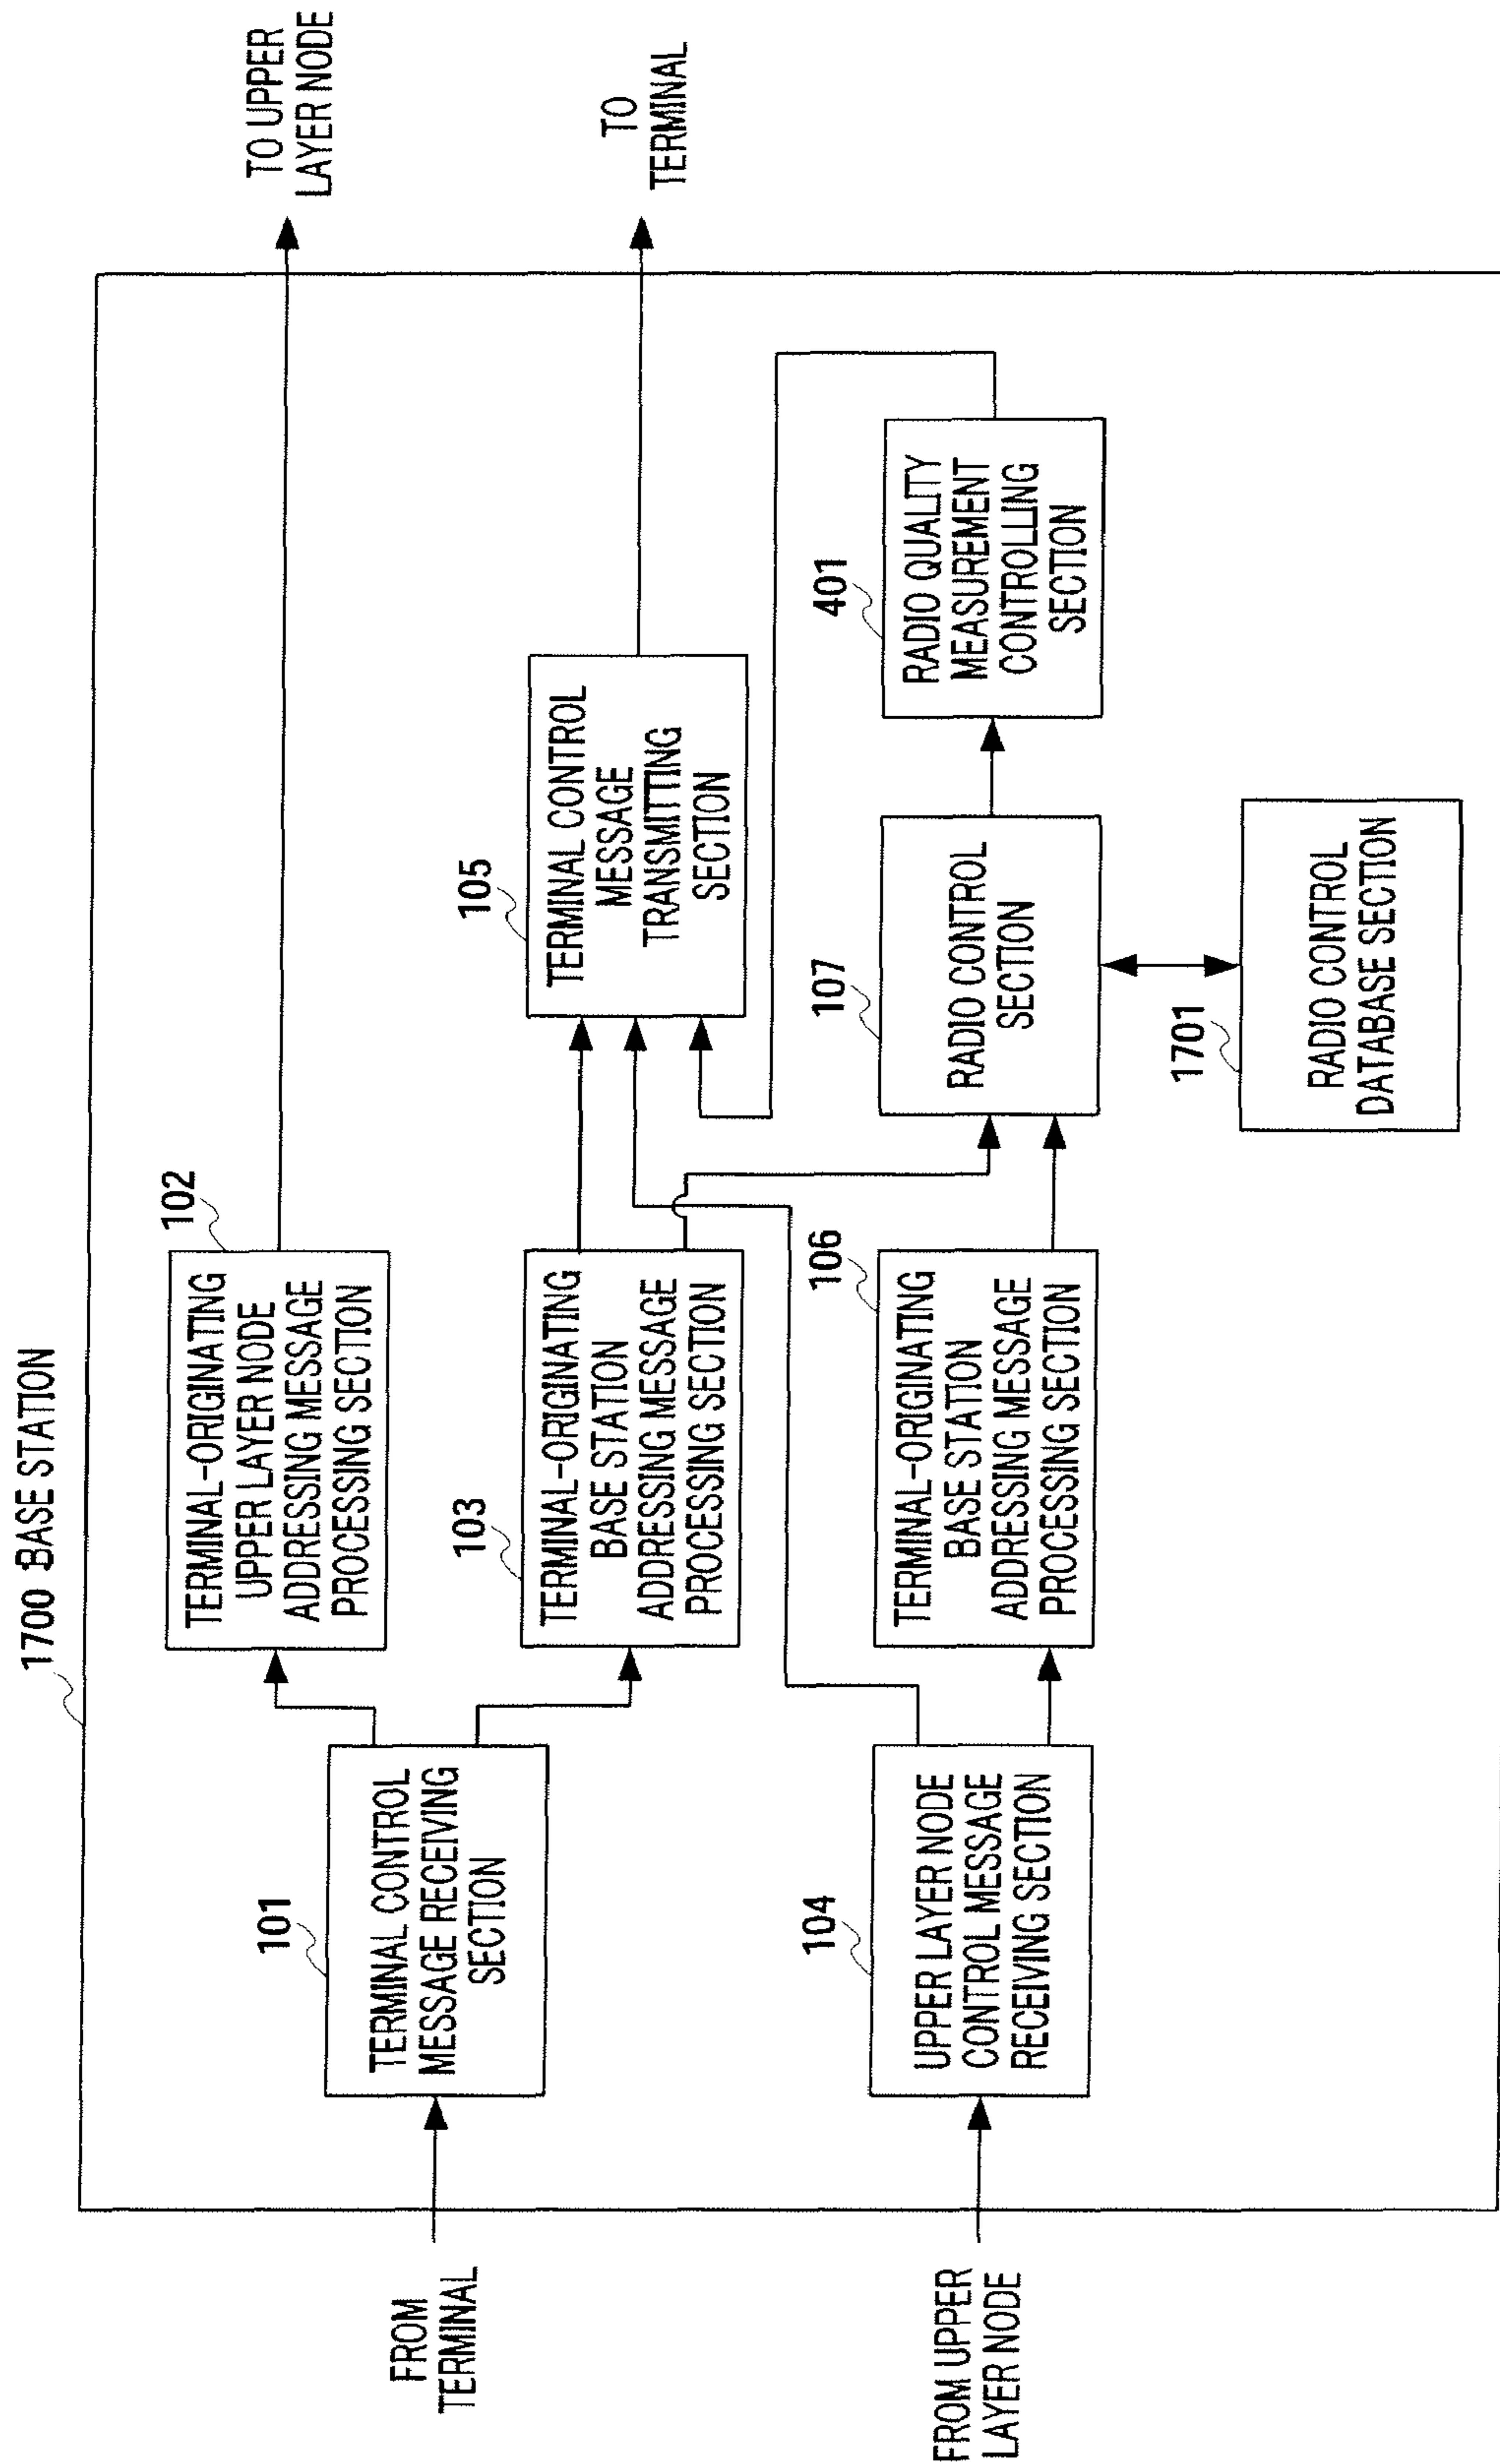 1700 BASE STATION
FROM
TERMINAL
101
TERMINAL CONTROL
MESSAGE RECEIVING
SECTION
102
TERMINAL-ORIGINATING
UPPER LAYER NODE
ADDRESSING MESSAGE
PROCESSING SECTION
TO UPPER
LAYER NODE
103
TERMINAL-ORIGINATING
BASE STATION
ADDRESSING MESSAGE
PROCESSING SECTION
105
TERMINAL CONTROL
MESSAGE
TRANSMITTING
SECTION
TO
TERMINAL
FROM UPPER
LAYER NODE
104
UPPER LAYER NODE
CONTROL MESSAGE
RECEIVING SECTION
106
TERMINAL-ORIGINATING
BASE STATION
ADDRESSING MESSAGE
PROCESSING SECTION
107
RADIO CONTROL
SECTION
401
RADIO QUALITY
MEASUREMENT
CONTROLLING
SECTION
1701
RADIO CONTROL
DATABASE SECTION